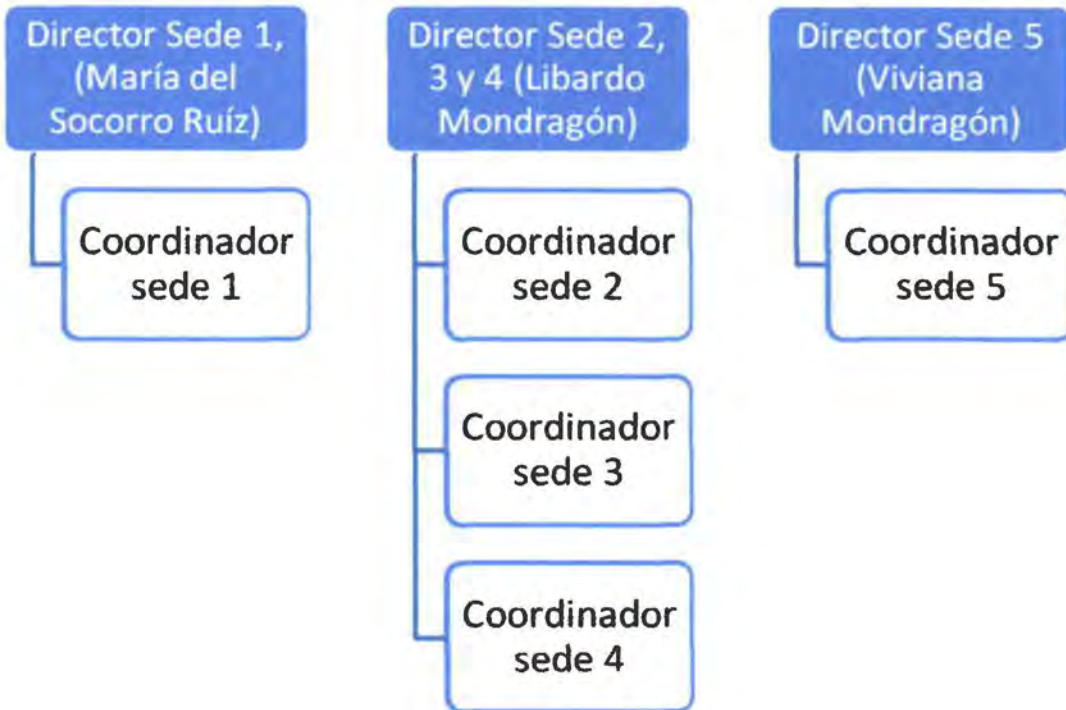 Director Sede 1,
(María del
Socorro Ruíz)
Coordinador
sede 1
Director Sede 2,
3 y 4 (Libardo
Mondragón)
Coordinador
sede 2
Coordinador
sede 3
Coordinador
sede 4
Director Sede 5
(Viviana
Mondragón)
Coordinador
sede 5